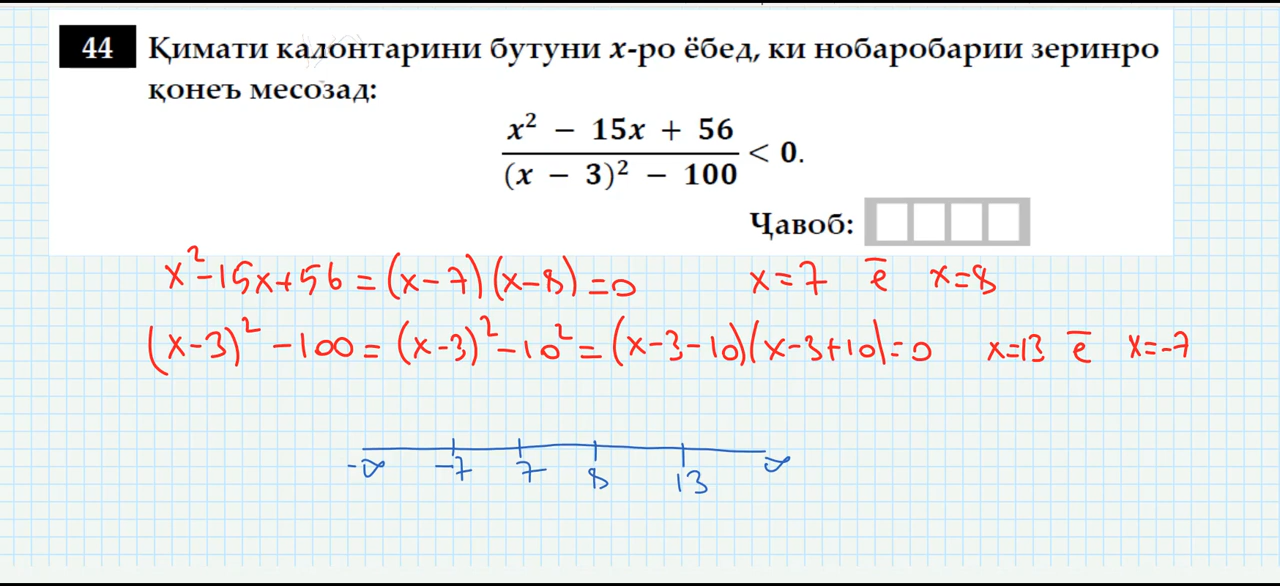 44 Қимати калонтарини бутуни x-ро ёбед, ки нобаробарии зеринро
қонеъ месозад:
x² − 15x + 56
(x − 3)² − 100
< 0.
Ҷавоб:
x²-15x+56=(x-7)(x-8)=0 x=7 ē x=8
(x-3)²-100=(x-3)²-10²=(x-3-10)(x-3+10)=0 x=13 ē x=-7
-∞ -7 7 8 13 ∞